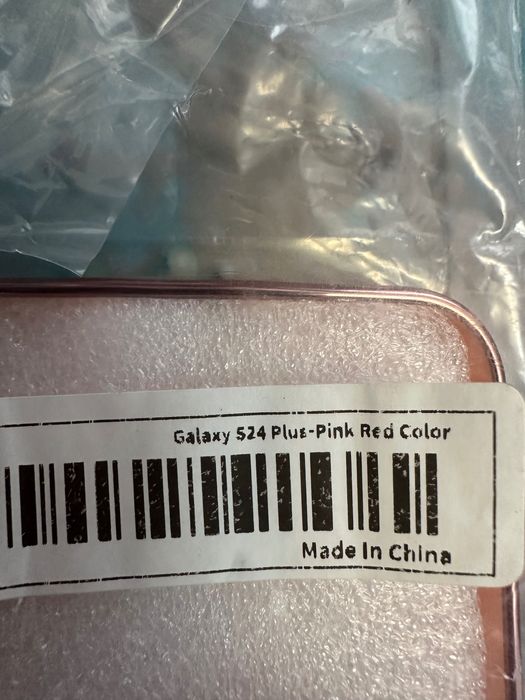 Galaxy S24 Plus-Pink Red Color
Made In China